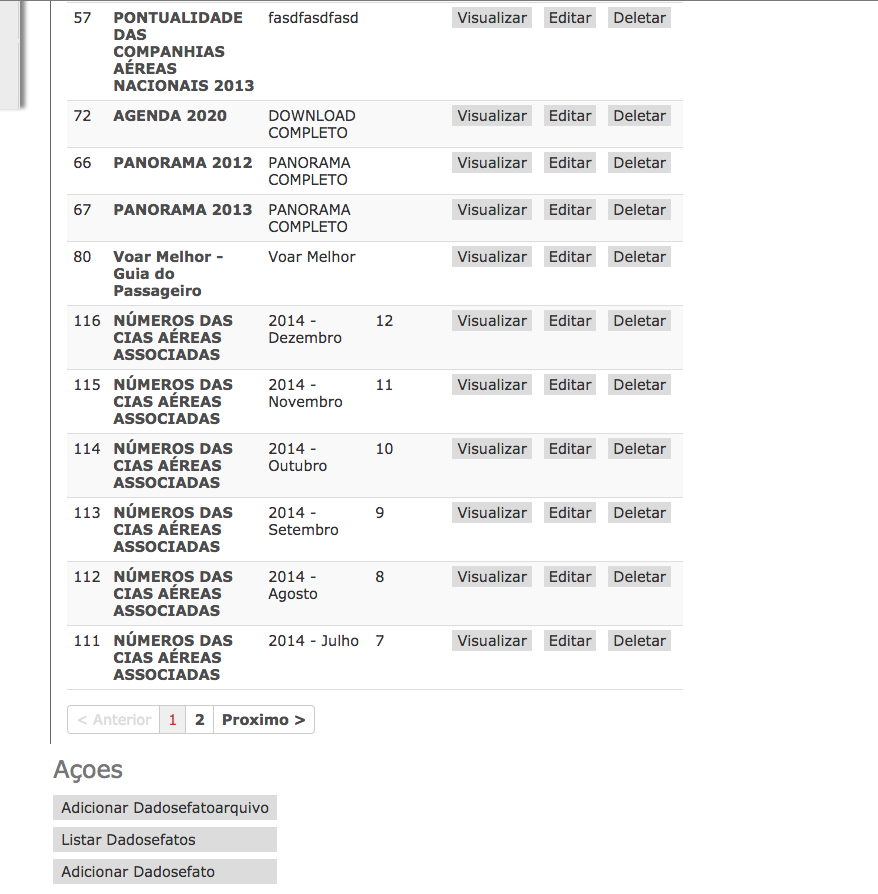 57 PONTUALIDADE fasdfasdfasd Visualizar Editar Deletar
DAS
COMPANHIAS
AÉREAS
NACIONAIS 2013
72 AGENDA 2020 DOWNLOAD Visualizar Editar Deletar
COMPLETO
66 PANORAMA 2012 PANORAMA Visualizar Editar Deletar
COMPLETO
67 PANORAMA 2013 PANORAMA Visualizar Editar Deletar
COMPLETO
80 Voar Melhor - Voar Melhor Visualizar Editar Deletar
Guia do
Passageiro
116 NÚMEROS DAS 2014 - 12 Visualizar Editar Deletar
CIAS AÉREAS Dezembro
ASSOCIADAS
115 NÚMEROS DAS 2014 - 11 Visualizar Editar Deletar
CIAS AÉREAS Novembro
ASSOCIADAS
114 NÚMEROS DAS 2014 - 10 Visualizar Editar Deletar
CIAS AÉREAS Outubro
ASSOCIADAS
113 NÚMEROS DAS 2014 - 9 Visualizar Editar Deletar
CIAS AÉREAS Setembro
ASSOCIADAS
112 NÚMEROS DAS 2014 - 8 Visualizar Editar Deletar
CIAS AÉREAS Agosto
ASSOCIADAS
111 NÚMEROS DAS 2014 - Julho 7 Visualizar Editar Deletar
CIAS AÉREAS
ASSOCIADAS
< Anterior 1 2 Proximo >
Açoes
Adicionar Dadosefatoarquivo
Listar Dadosefatos
Adicionar Dadosefato